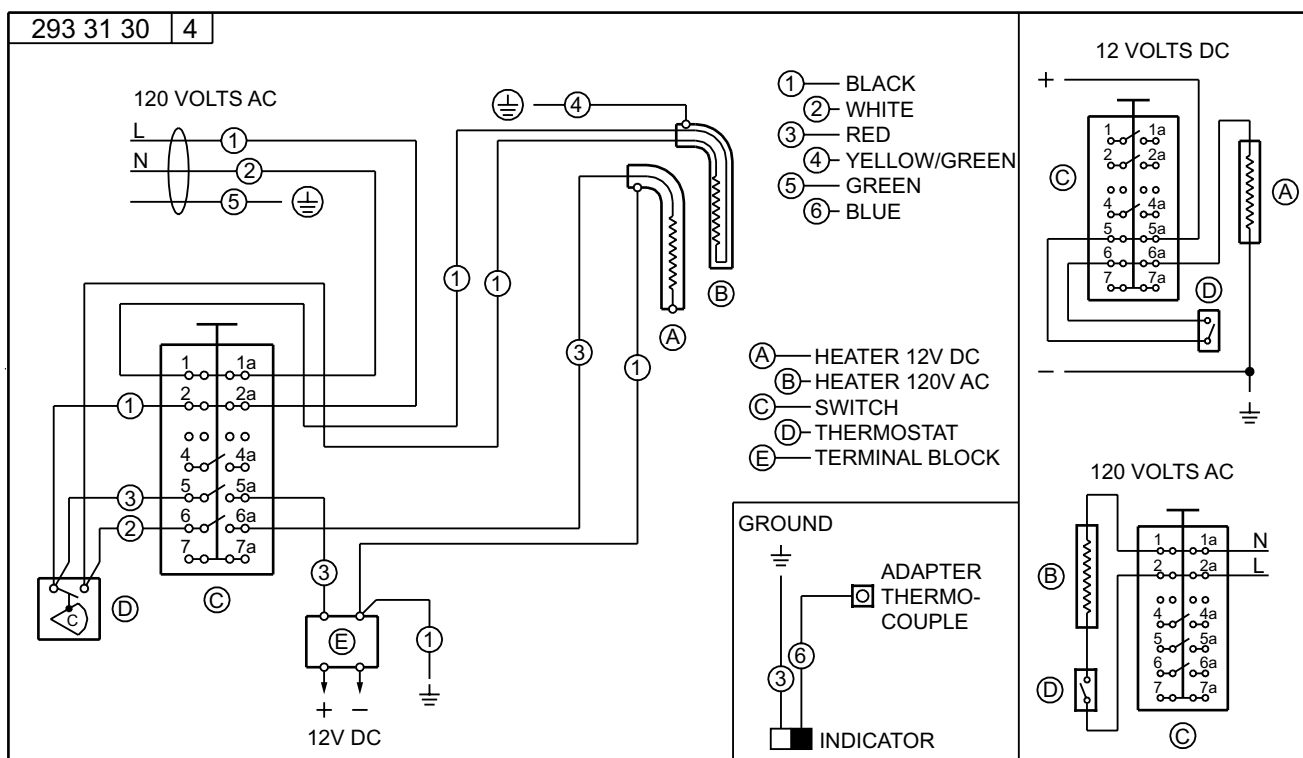 293 31 30 4
120 VOLTS AC
L 1
N 2
5
4
1 BLACK
2 WHITE
3 RED
4 YELLOW/GREEN
5 GREEN
6 BLUE
1 1
B
A
3 1
1 1a
1 2 2a
4 4a
3 5 5a
2 6 6a
7 7a
C D C
3
E 1
+ −
12V DC
A HEATER 12V DC
B HEATER 120V AC
C SWITCH
D THERMOSTAT
E TERMINAL BLOCK
GROUND
ADAPTER
THERMO-
COUPLE
6
3
INDICATOR
12 VOLTS DC
+
1 1a
2 2a
C A
4 4a
5 5a
6 6a
7 7a
D
−
120 VOLTS AC
1 1a N
2 2a L
B
4 4a
5 5a
6 6a
D 7 7a
C